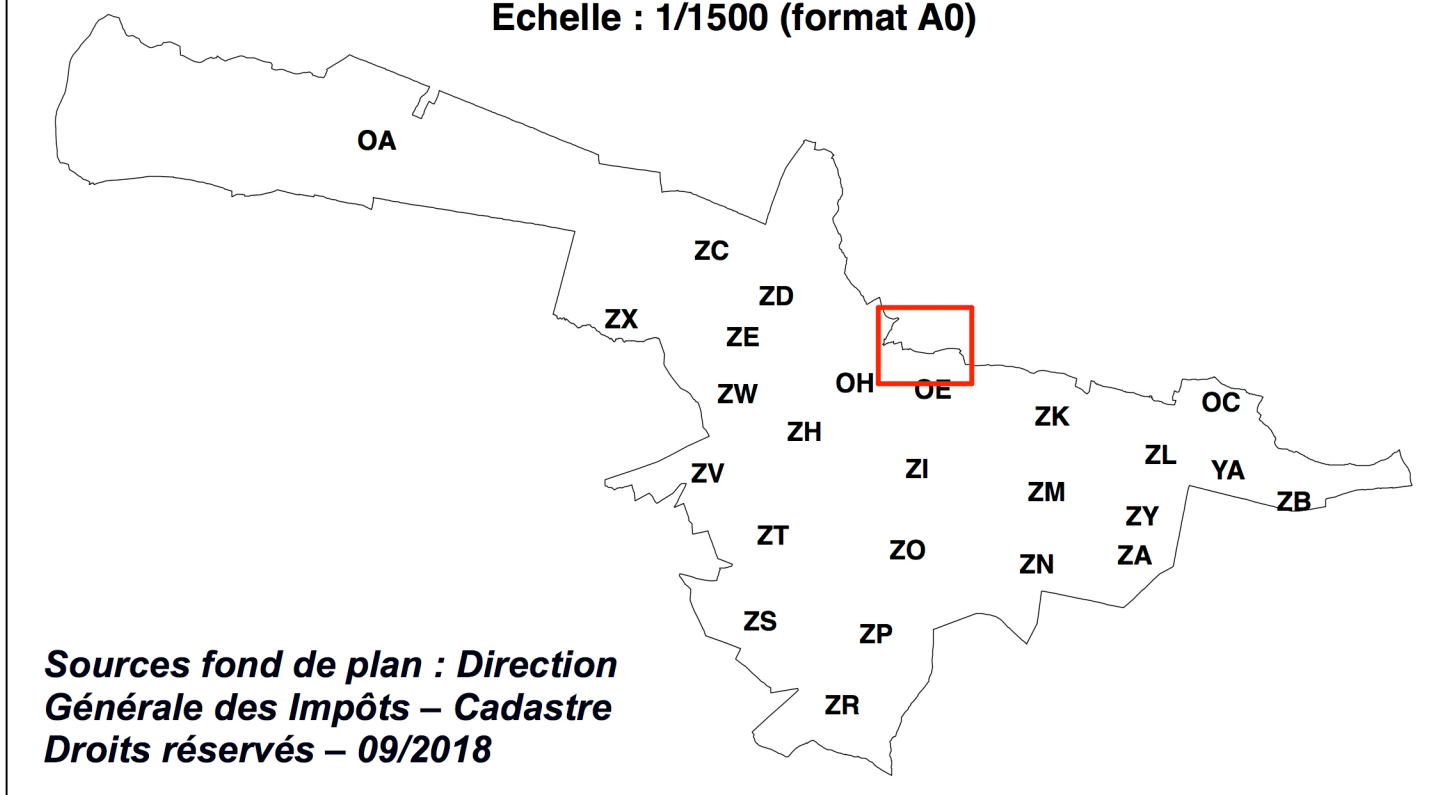 Echelle : 1/1500 (format A0)
OA
ZC
ZD
ZX
ZE
OH
OE
ZW
OC
ZK
ZH
ZL
ZI
YA
ZV
ZM
ZB
ZY
ZT
ZO
ZA
ZN
ZS
ZP
ZR
Sources fond de plan : Direction
Générale des Impôts – Cadastre
Droits réservés – 09/2018